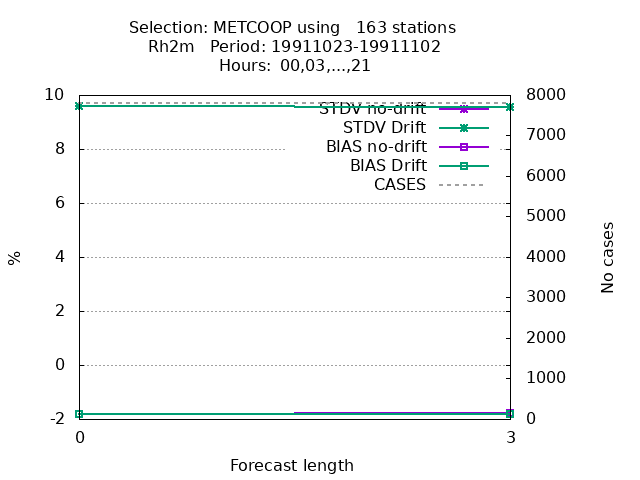 Selection: METCOOP using   163 stations
Rh2m   Period: 19911023-19911102
Hours:  00,03,...,21
10
8
6
4
2
0
-2
8000
7000
6000
5000
4000
3000
2000
1000
0
STDV no-drift
STDV Drift
BIAS no-drift
BIAS Drift
CASES
%
No cases
0
3
Forecast length